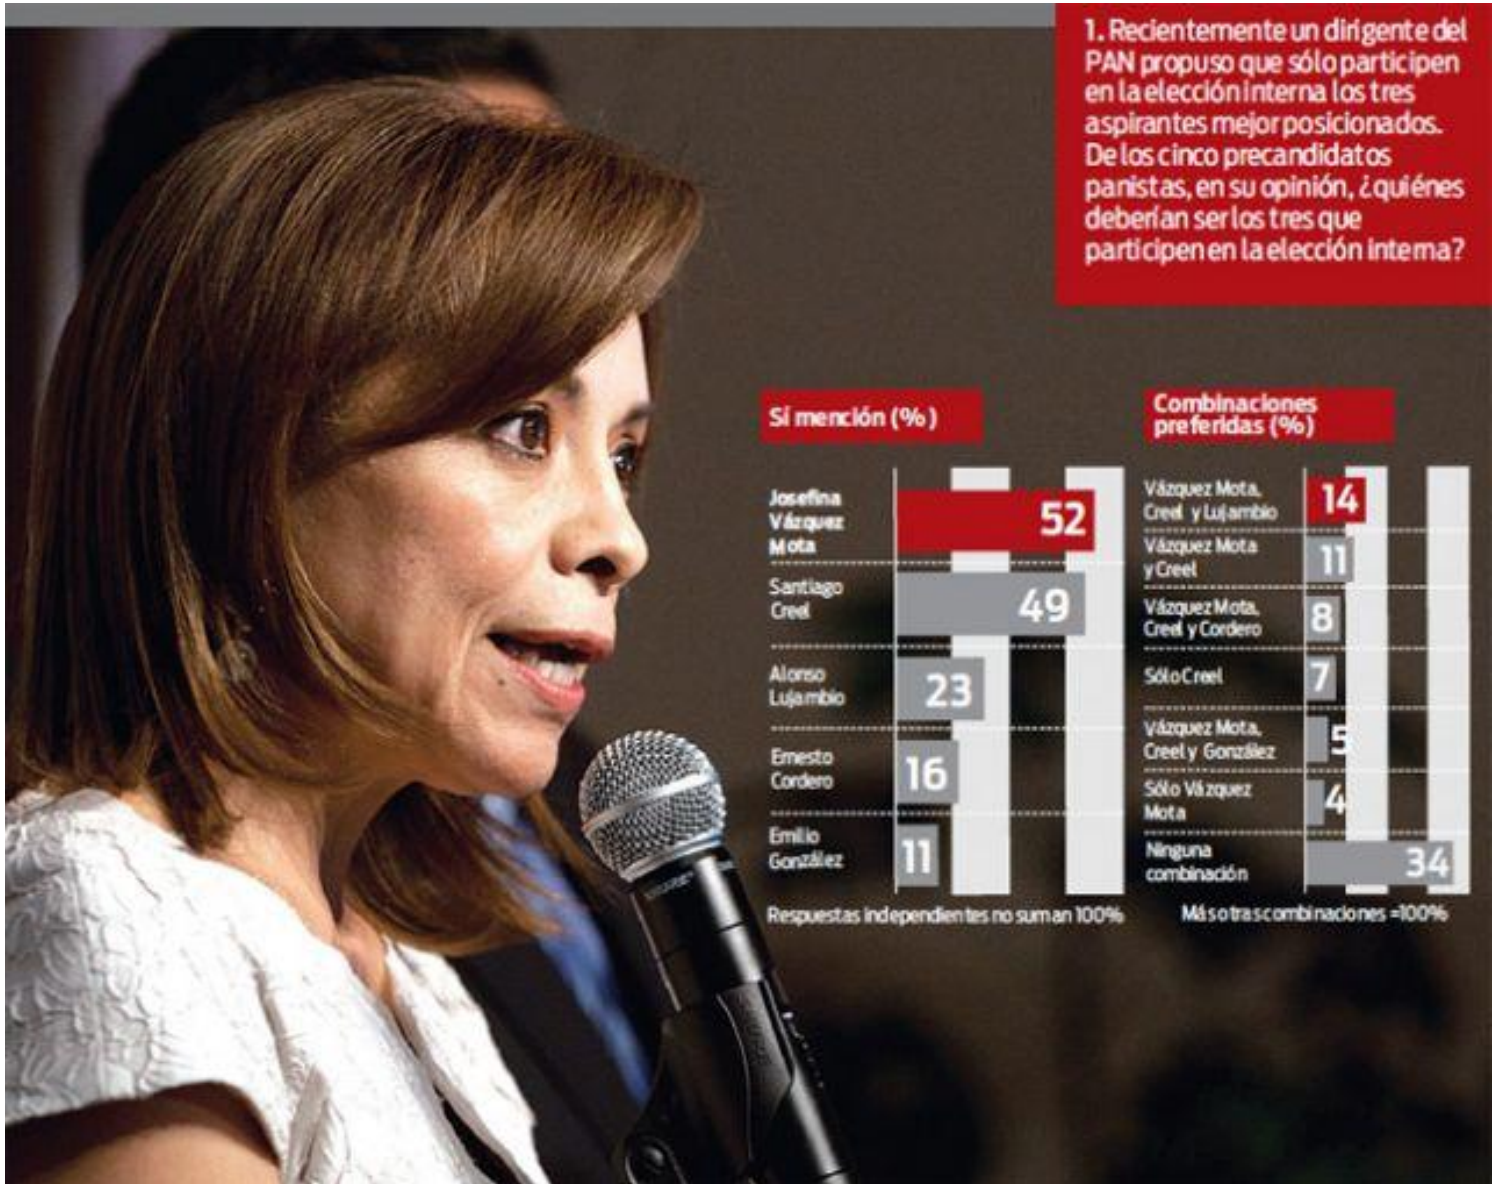 1. Recientemente un dirigente del
PAN propuso que sólo participen
en la elección interna los tres
aspirantes mejor posicionados.
De los cinco precandidatos
panistas, en su opinión, ¿quiénes
deberían ser los tres que
participen en la elección interna?
Sí mención (%)
Josefina
Vázquez
Mota
52
Santiago
Creel
49
Alonso
Lujambio
23
Ernesto
Cordero
16
Emilio
González
11
Respuestas independientes no suman 100%
Combinaciones
preferidas (%)
Vázquez Mota,
Creel y Lujambio
14
Vázquez Mota
y Creel
11
Vázquez Mota,
Creel y Cordero
8
Sólo Creel
7
Vázquez Mota,
Creel y González
5
Sólo Vázquez
Mota
4
Ninguna
combinación
34
Más otras combinaciones =100%